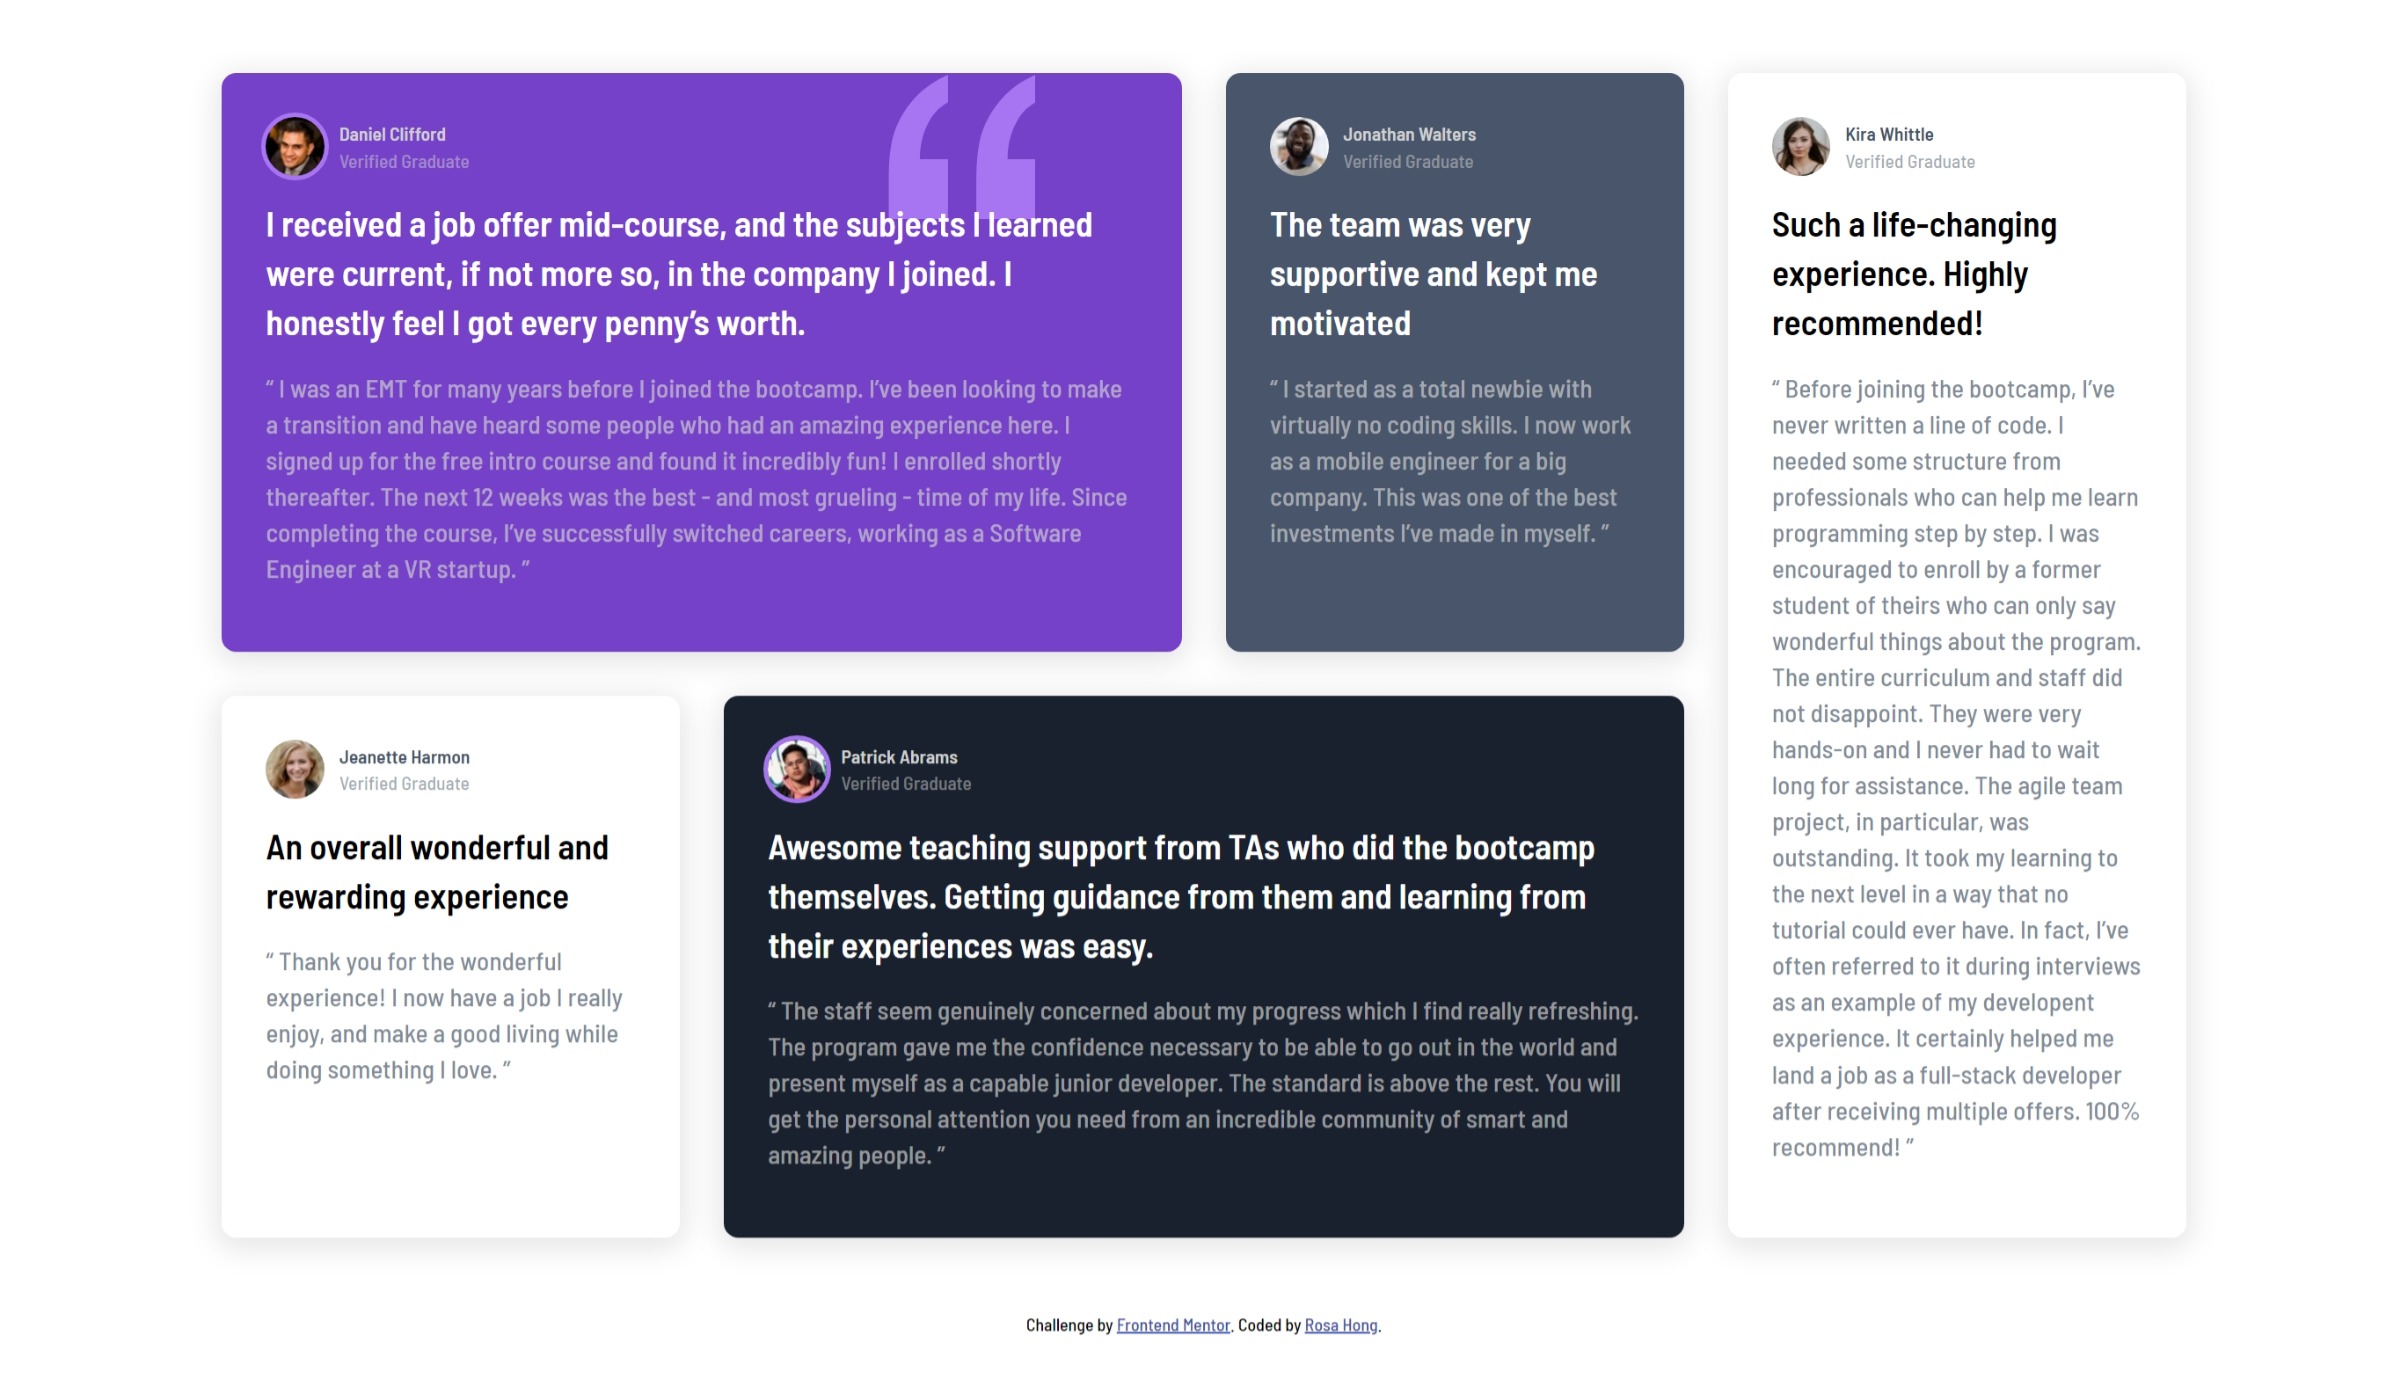 Daniel Clifford
Verified Graduate
I received a job offer mid-course, and the subjects I learned
were current, if not more so, in the company I joined. I
honestly feel I got every penny’s worth.
“ I was an EMT for many years before I joined the bootcamp. I’ve been looking to make
a transition and have heard some people who had an amazing experience here. I
signed up for the free intro course and found it incredibly fun! I enrolled shortly
thereafter. The next 12 weeks was the best - and most grueling - time of my life. Since
completing the course, I’ve successfully switched careers, working as a Software
Engineer at a VR startup. ”
Jonathan Walters
Verified Graduate
The team was very
supportive and kept me
motivated
“ I started as a total newbie with
virtually no coding skills. I now work
as a mobile engineer for a big
company. This was one of the best
investments I’ve made in myself. ”
Kira Whittle
Verified Graduate
Such a life-changing
experience. Highly
recommended!
“ Before joining the bootcamp, I’ve
never written a line of code. I
needed some structure from
professionals who can help me learn
programming step by step. I was
encouraged to enroll by a former
student of theirs who can only say
wonderful things about the program.
The entire curriculum and staff did
not disappoint. They were very
hands-on and I never had to wait
long for assistance. The agile team
project, in particular, was
outstanding. It took my learning to
the next level in a way that no
tutorial could ever have. In fact, I’ve
often referred to it during interviews
as an example of my developent
experience. It certainly helped me
land a job as a full-stack developer
after receiving multiple offers. 100%
recommend! ”
Jeanette Harmon
Verified Graduate
An overall wonderful and
rewarding experience
“ Thank you for the wonderful
experience! I now have a job I really
enjoy, and make a good living while
doing something I love. ”
Patrick Abrams
Verified Graduate
Awesome teaching support from TAs who did the bootcamp
themselves. Getting guidance from them and learning from
their experiences was easy.
“ The staff seem genuinely concerned about my progress which I find really refreshing.
The program gave me the confidence necessary to be able to go out in the world and
present myself as a capable junior developer. The standard is above the rest. You will
get the personal attention you need from an incredible community of smart and
amazing people. ”
Challenge by Frontend Mentor. Coded by Rosa Hong.